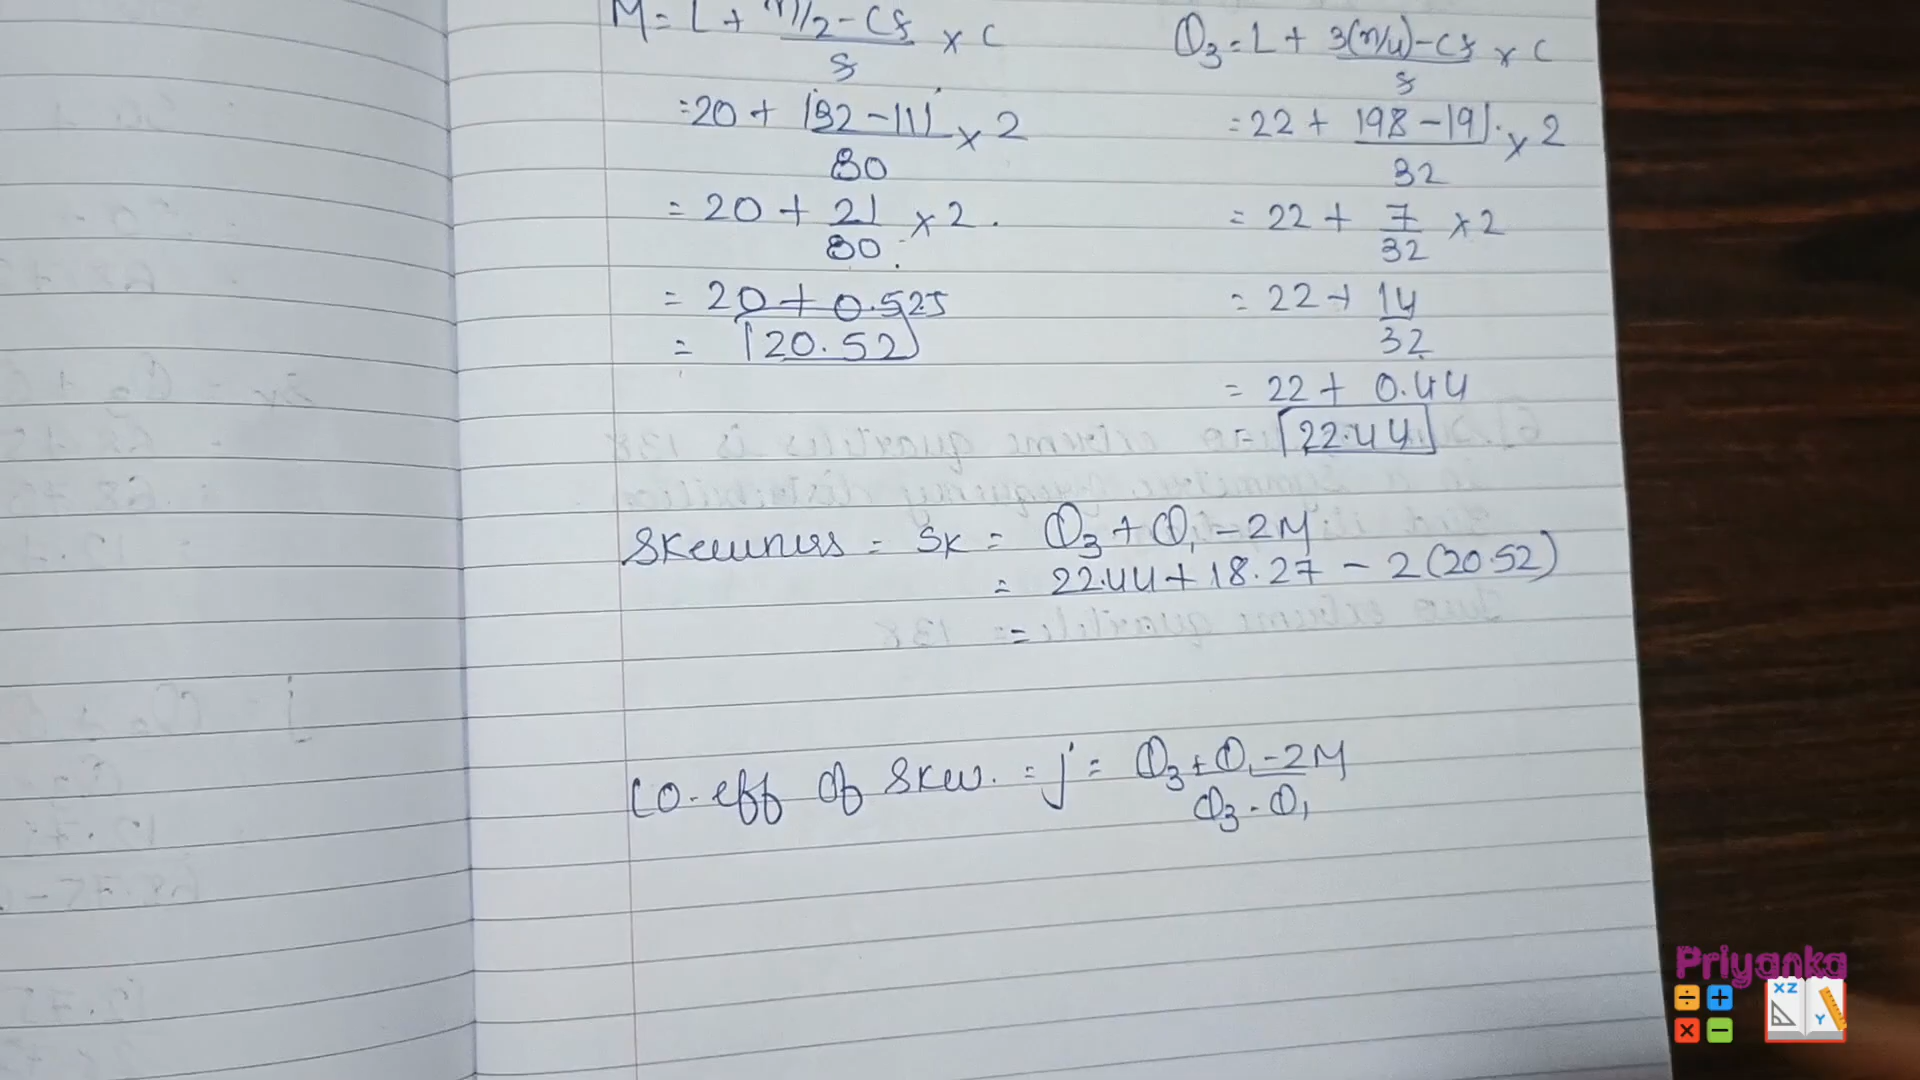 M = L + n/2 - cf / f × c
= 20 + 132 - 111 / 80 × 2
= 20 + 21 / 80 × 2 .
= 20 + 0.525
= 20.52
Q3 = L + 3(n/4) - cf / f × c
= 22 + 198 - 191 / 32 × 2
= 22 + 7 / 32 × 2
= 22 + 14 / 32
= 22 + 0.44
= 22.44
Skewness = SK = Q3 + Q1 - 2M
= 22.44 + 18.27 - 2(20.52)
=
co-eff of skew. = j = Q3 + Q1 - 2M / Q3 - Q1
Priyanka
XZ
Y